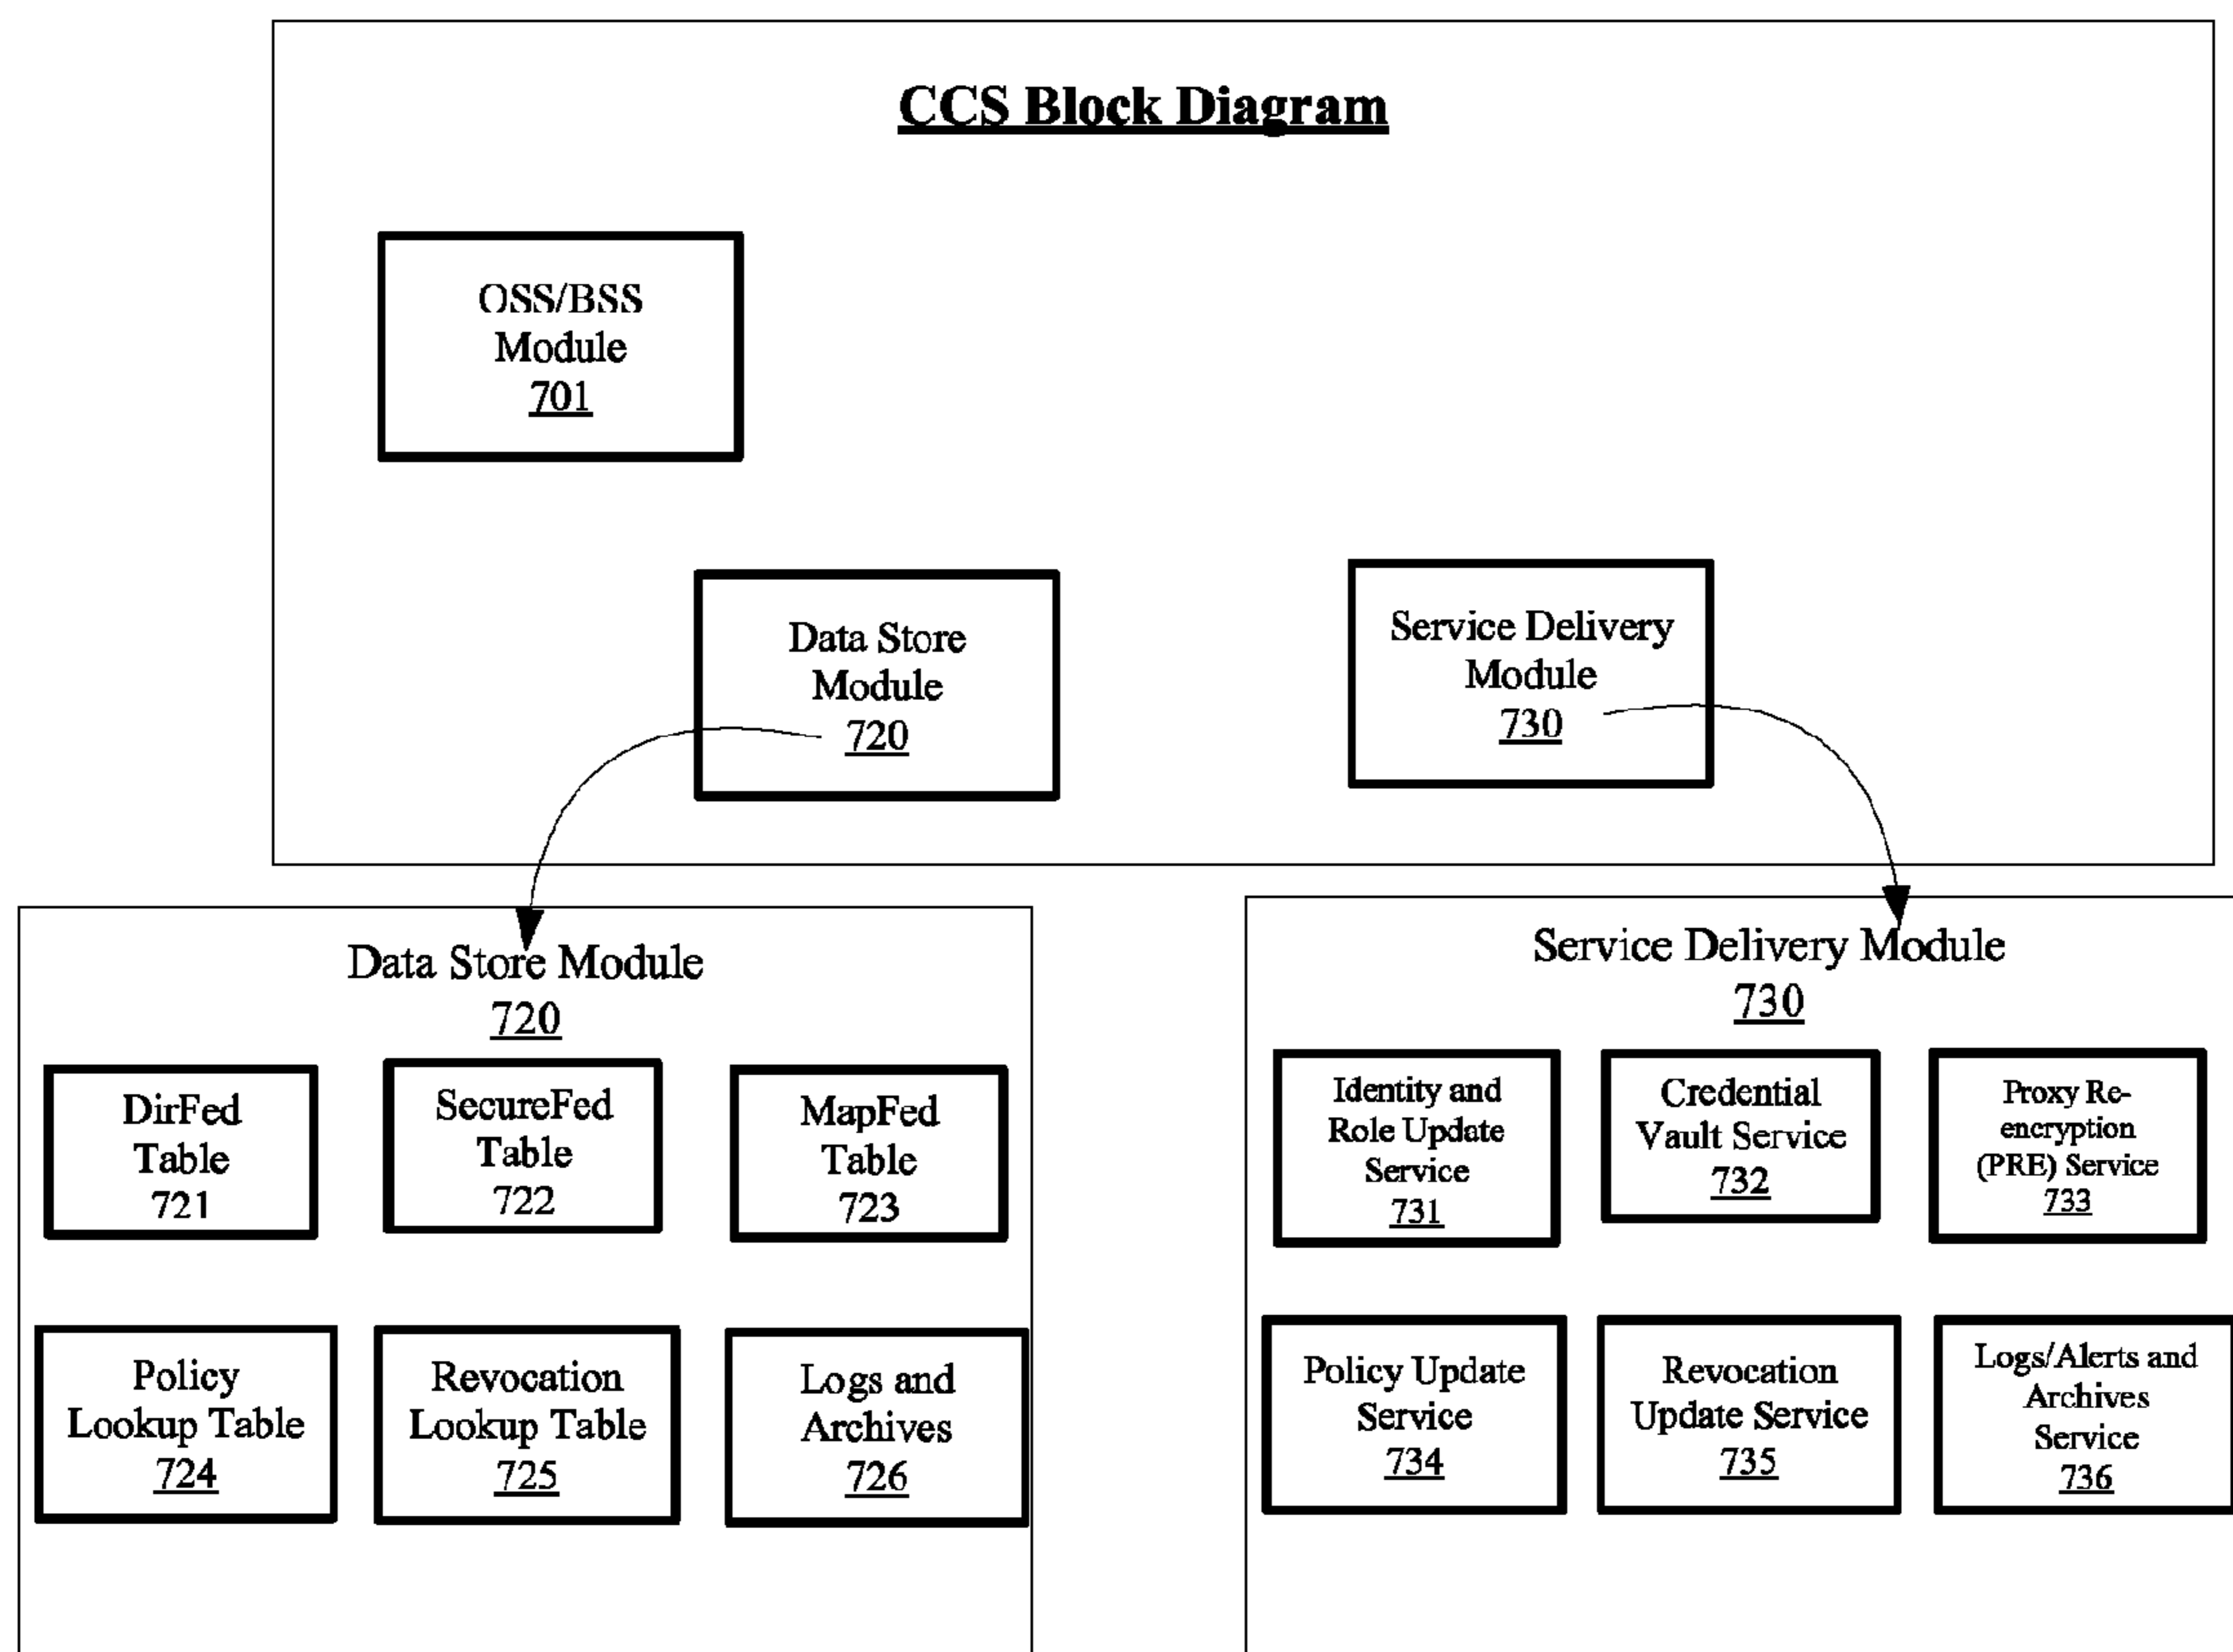 CCS Block Diagram
OSS/BSS
Module
701
Data Store
Module
720
Service Delivery
Module
730
Data Store Module
720
DirFed
Table
721
SecureFed
Table
722
MapFed
Table
723
Policy
Lookup Table
724
Revocation
Lookup Table
725
Logs and
Archives
726
Service Delivery Module
730
Identity and
Role Update
Service
731
Credential
Vault Service
732
Proxy Re-
encryption
(PRE) Service
733
Policy Update
Service
734
Revocation
Update Service
735
Logs/Alerts and
Archives
Service
736